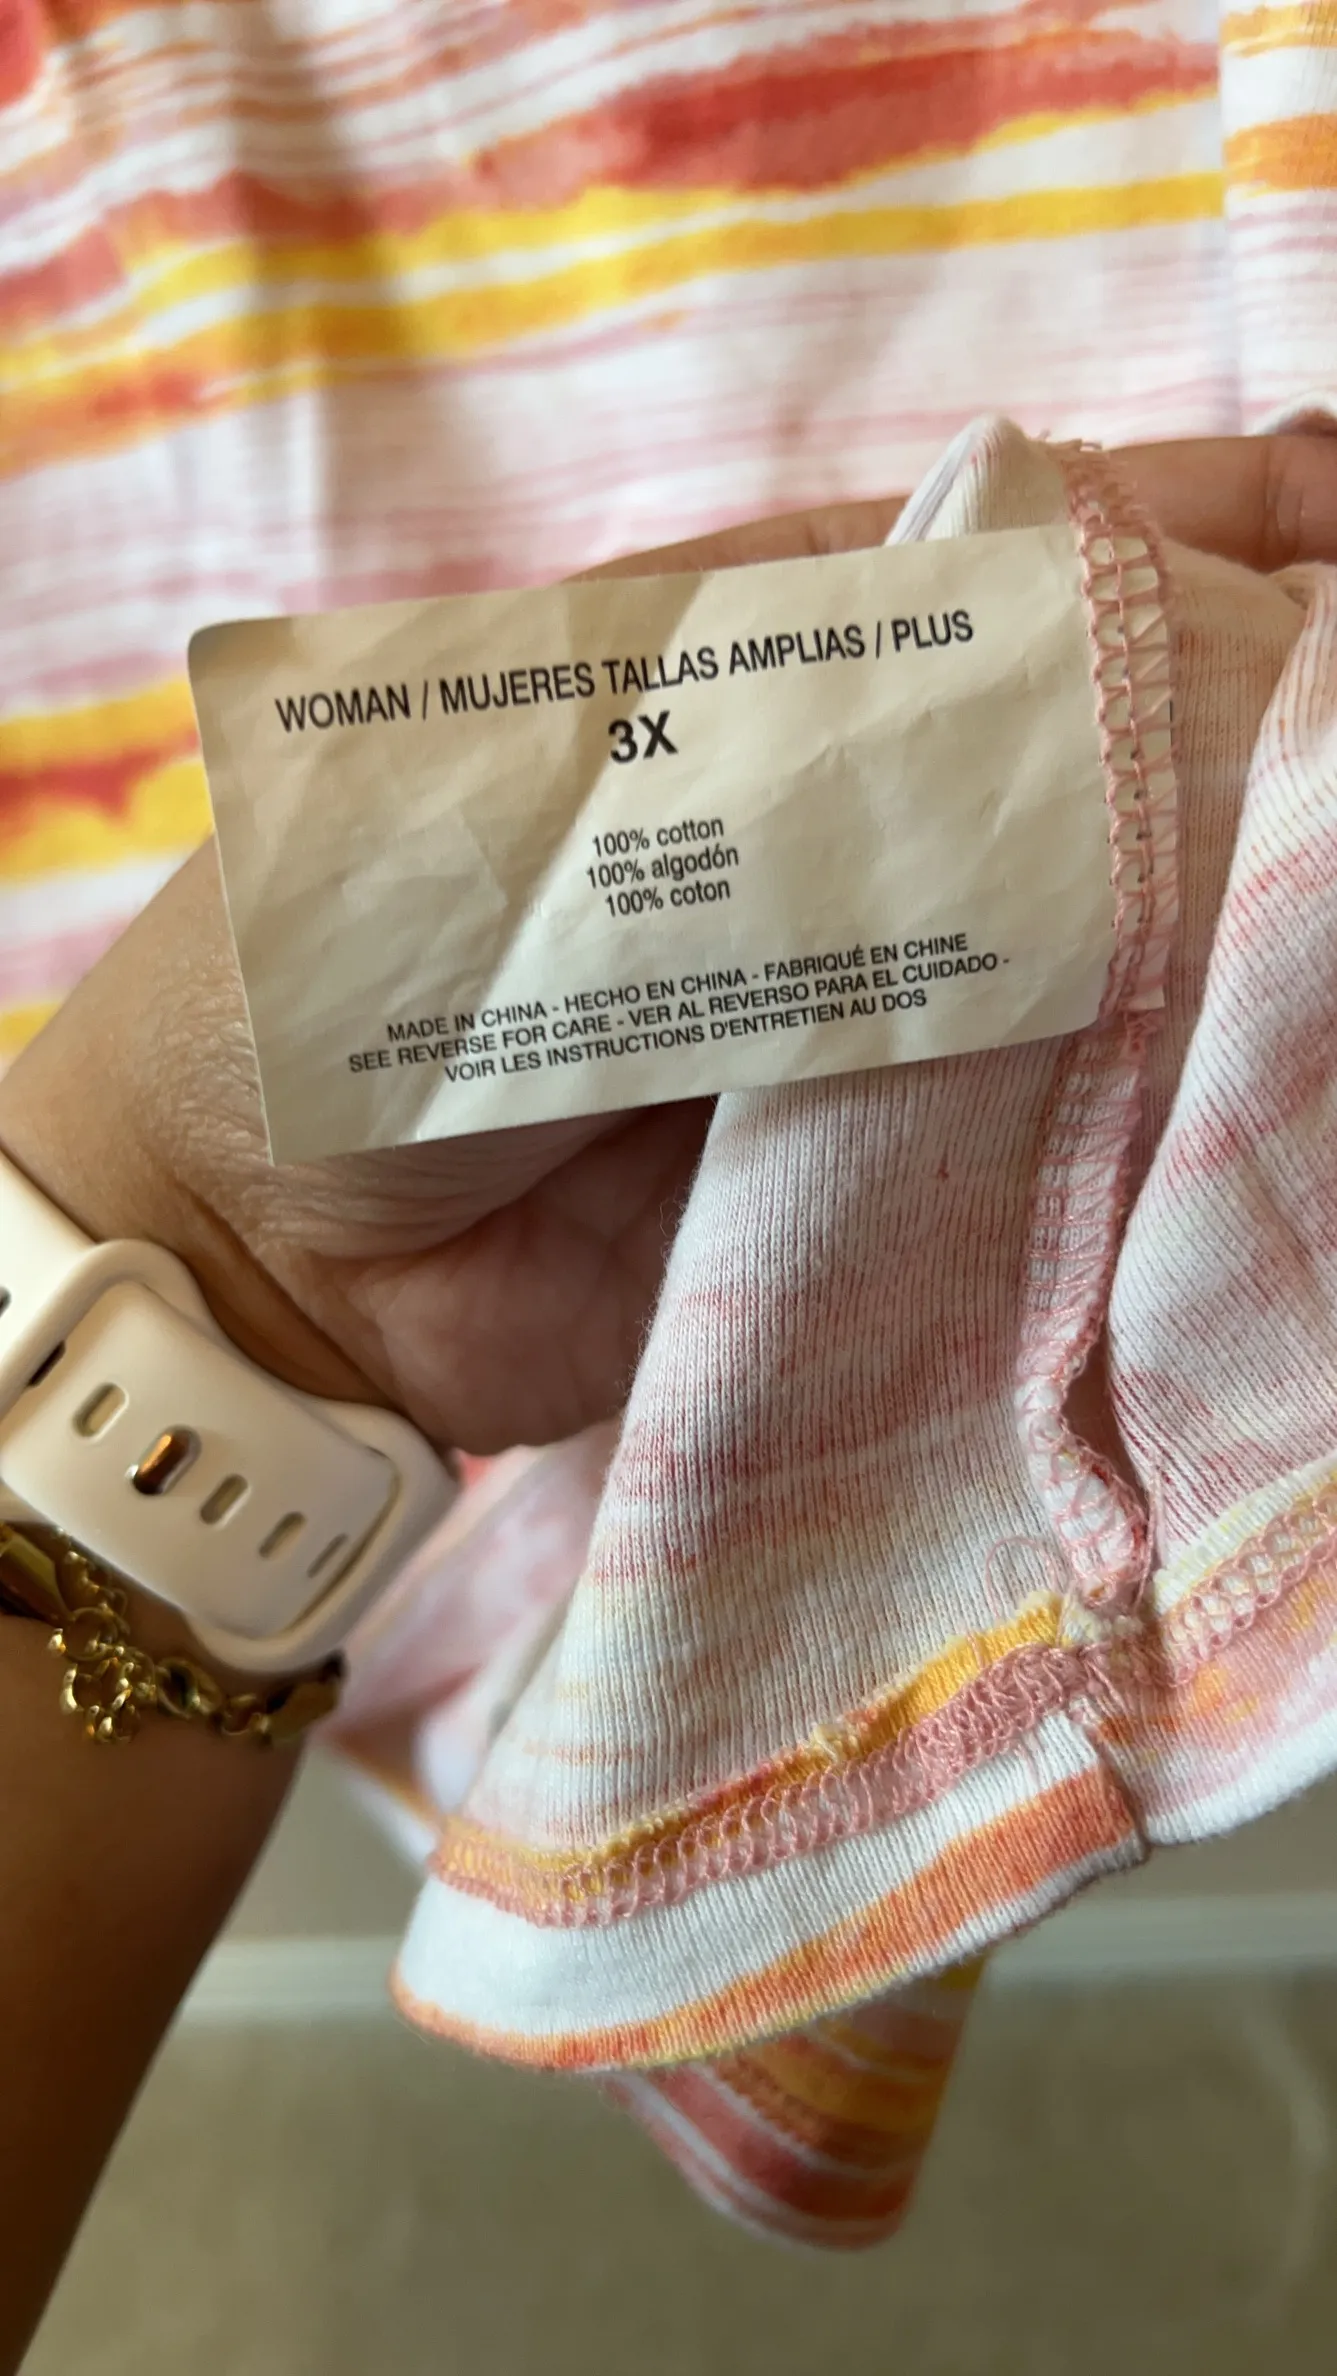 WOMAN / MUJERES TALLAS AMPLIAS / PLUS
3X
100% cotton
100% algodón
100% coton
MADE IN CHINA - HECHO EN CHINA - FABRIQUÉ EN CHINE
SEE REVERSE FOR CARE - VER AL REVERSO PARA EL CUIDADO -
VOIR LES INSTRUCTIONS D'ENTRETIEN AU DOS